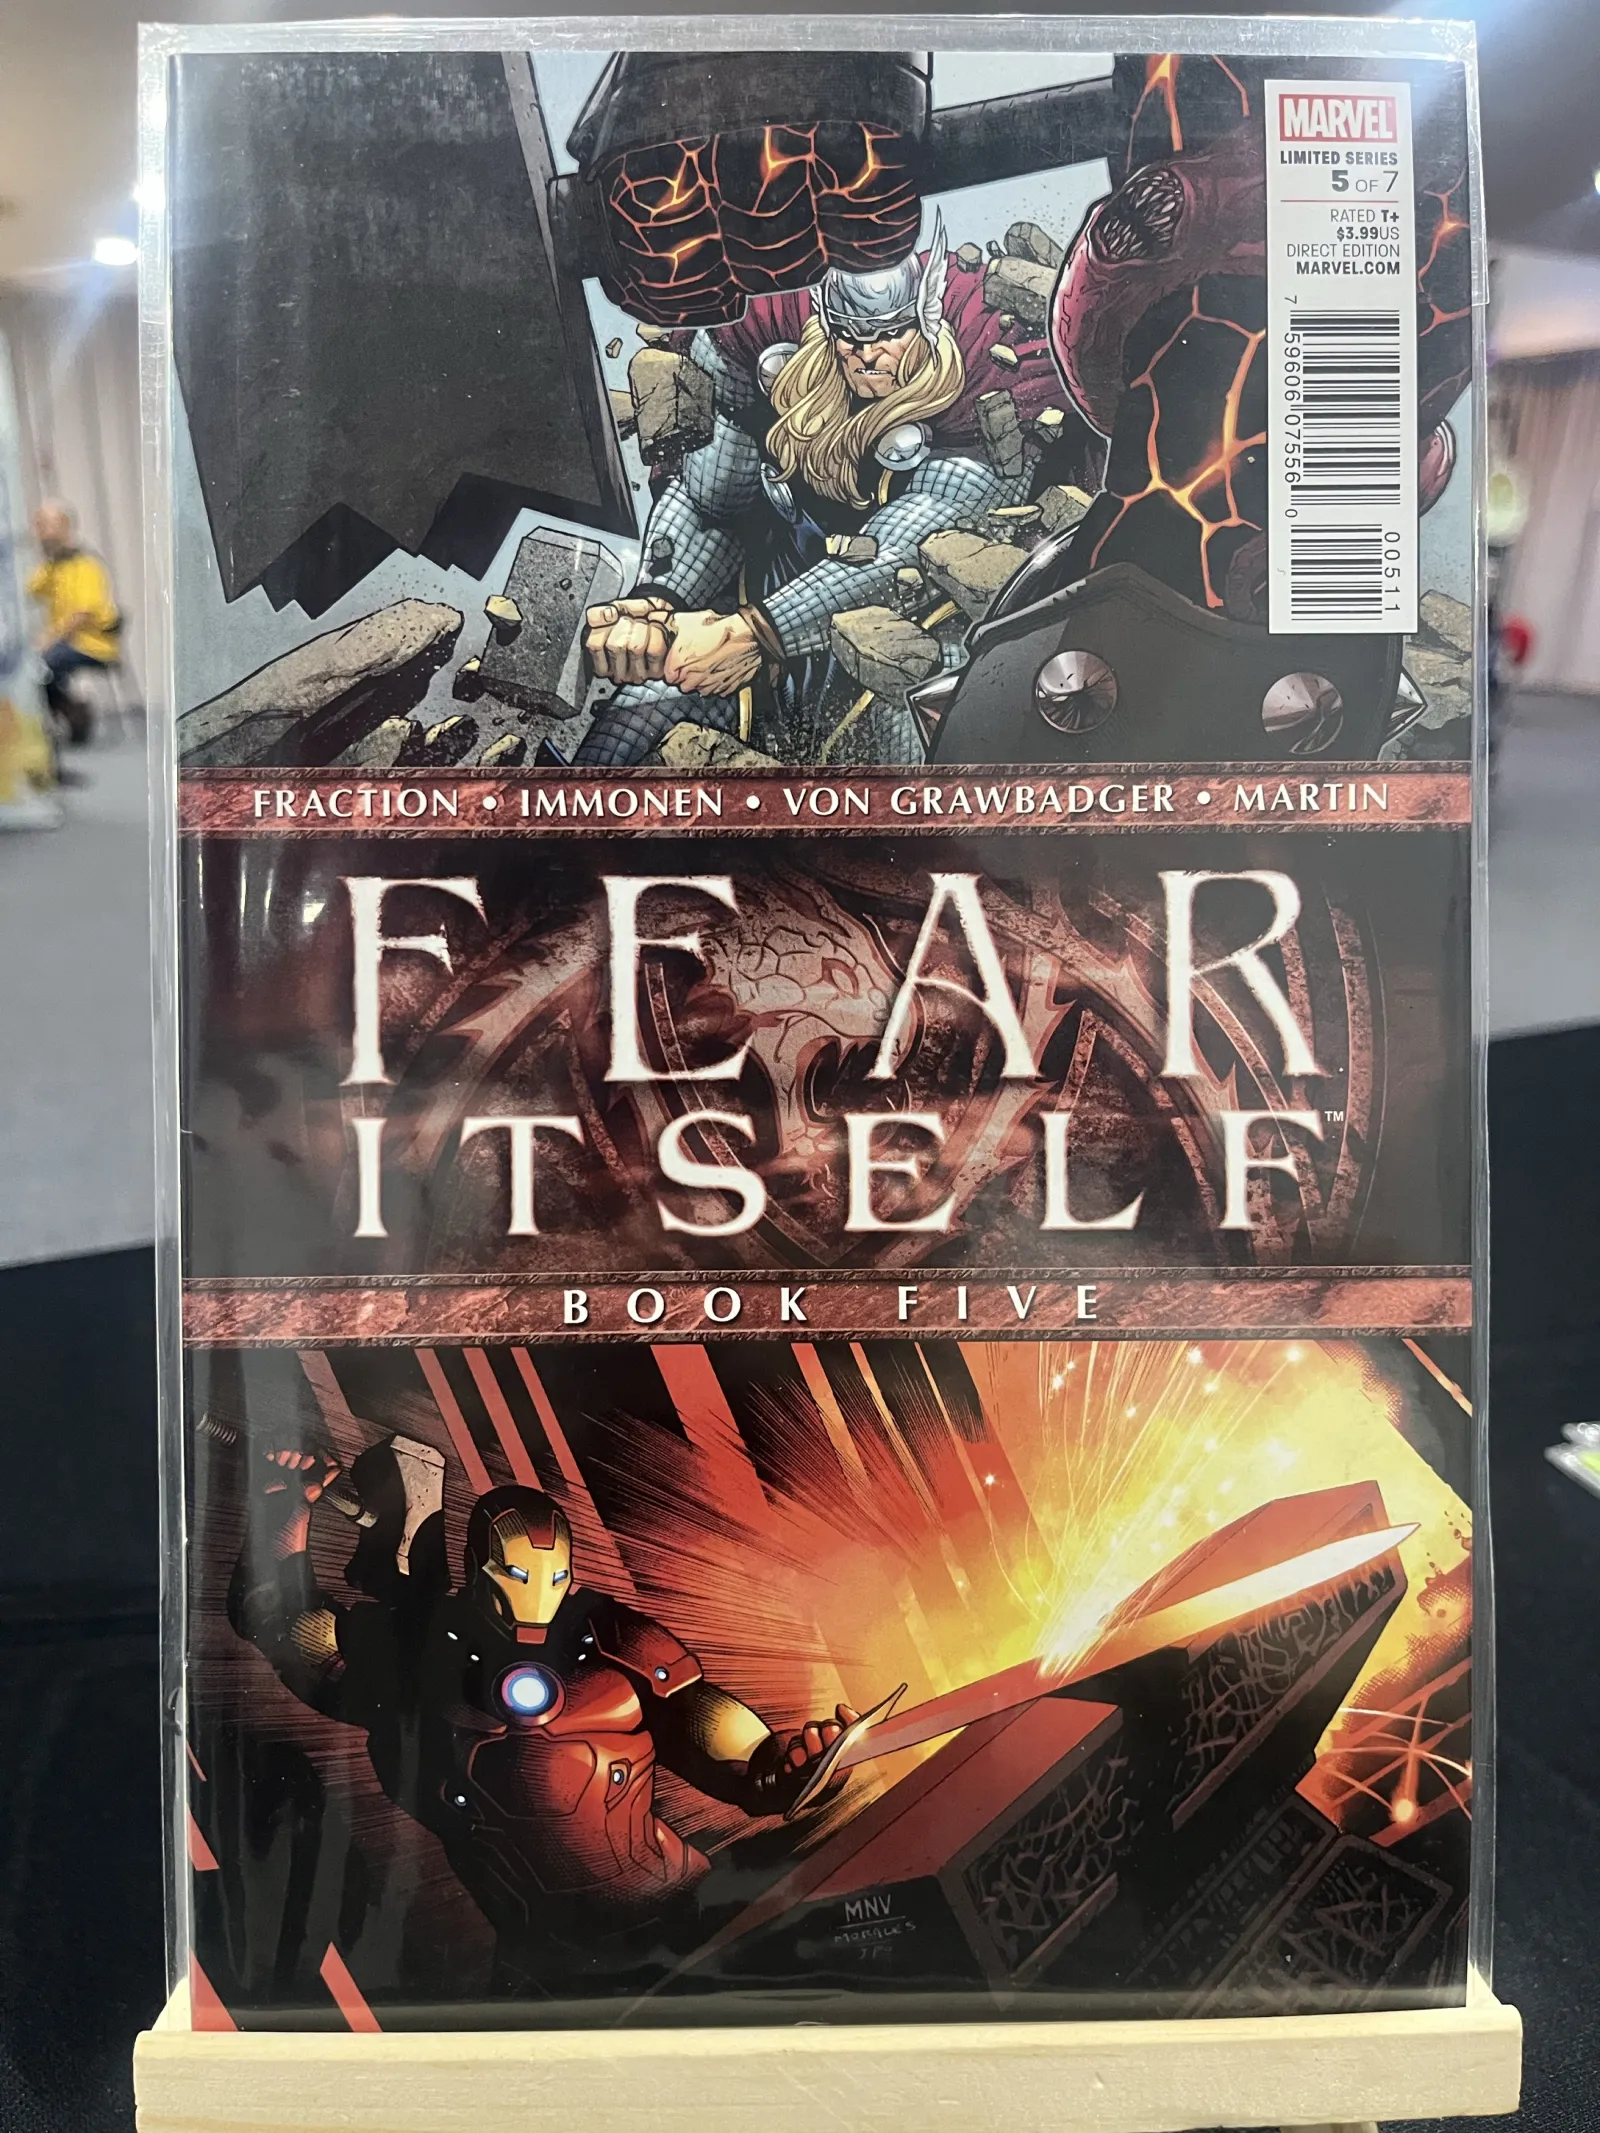 MARVEL
LIMITED SERIES
5 OF 7
RATED T+
$3.99US
DIRECT EDITION
MARVEL.COM
7 59606 07556 0
00511
FRACTION • IMMONEN • VON GRAWBADGER • MARTIN
FEAR
ITSELF™
BOOK FIVE
MNV
MORALES